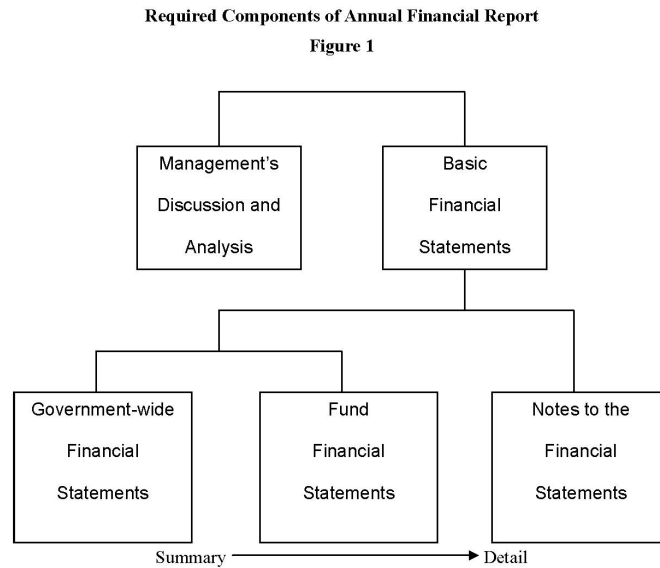 Required Components of Annual Financial Report
Figure 1
Management's
Discussion and
Analysis
Basic
Financial
Statements
Government-wide
Financial
Statements
Fund
Financial
Statements
Notes to the
Financial
Statements
Summary
Detail